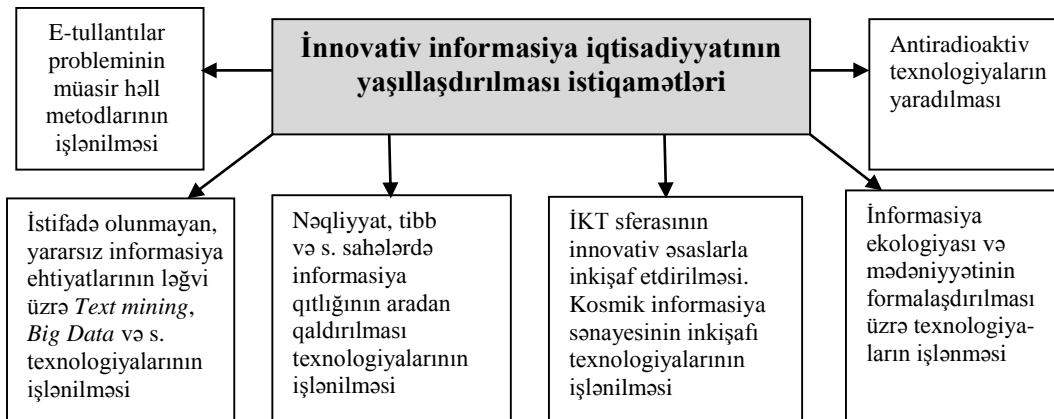 E-tullantılar
probleminin
müasir həll
metodlarının
işlənilməsi
İnnovativ informasiya iqtisadiyyatının
yaşıllaşdırılması istiqamətləri
Antiradioaktiv
texnologiyaların
yaradılması
İstifadə olunmayan,
yararsız informasiya
ehtiyatlarının ləğvi
üzrə Text mining,
Big Data və s.
texnologiyalarının
işlənilməsi
Nəqliyyat, tibb
və s. sahələrdə
informasiya
qıtlığının aradan
qaldırılması
texnologiyalarının
işlənilməsi
İKT sferasının
innovativ əsaslarla
inkişaf etdirilməsi.
Kosmik informasiya
sənayesinin inkişafı
texnologiyalarının
işlənilməsi
İnformasiya
ekologiyası və
mədəniyyətinin
formalaşdırılması
üzrə texnologiya-
ların işlənməsi